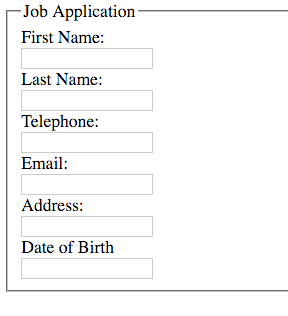 Job Application
First Name:
Last Name:
Telephone:
Email:
Address:
Date of Birth